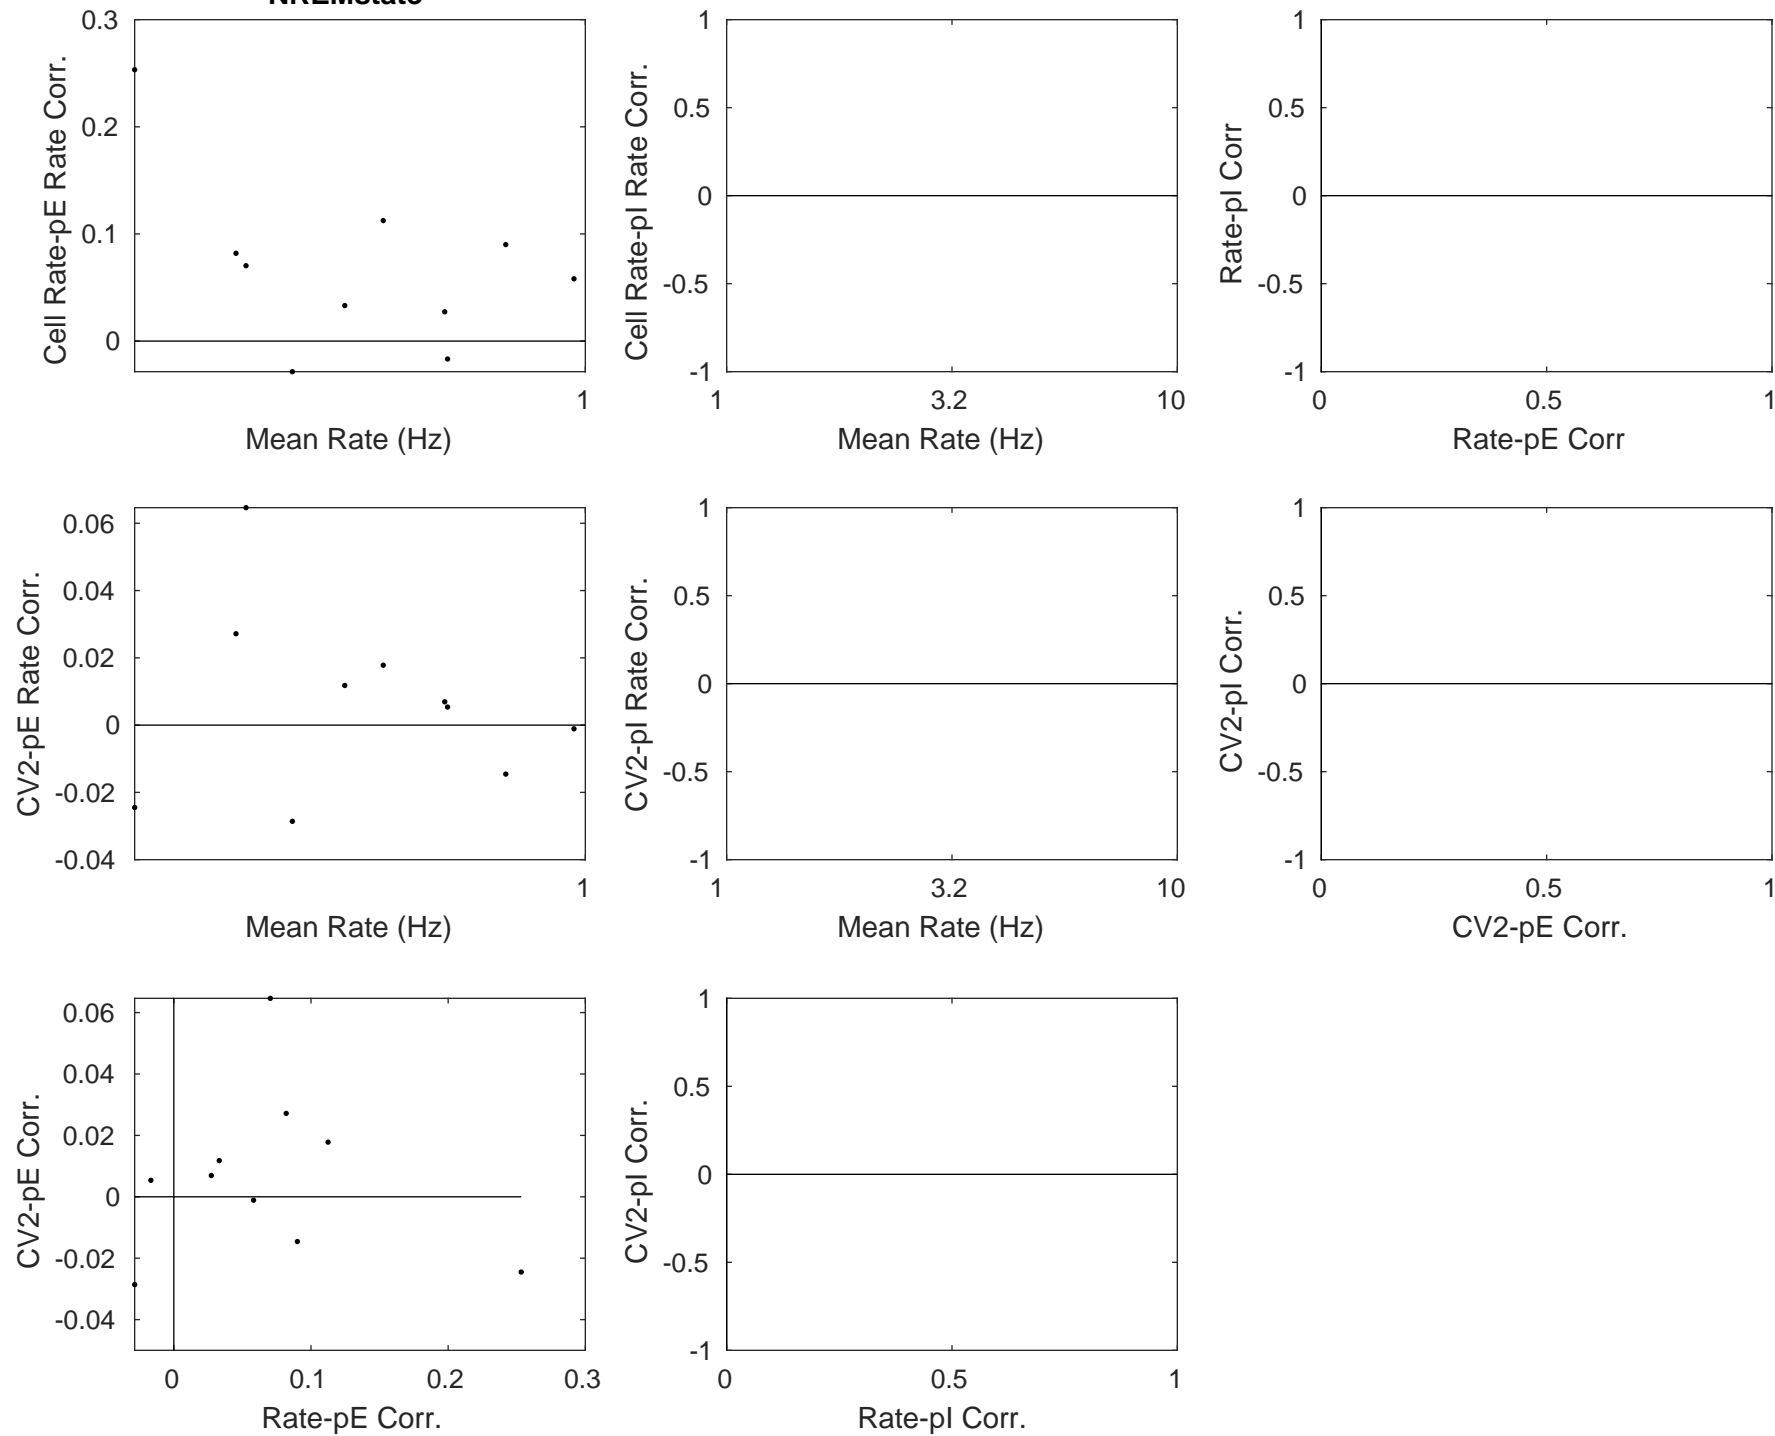 NREMstate
0.3
0.2
0.1
0
Cell Rate-pE Rate Corr.
1
Mean Rate (Hz)
1
0.5
0
-0.5
-1
Cell Rate-pI Rate Corr.
1 3.2 10
Mean Rate (Hz)
1
0.5
0
-0.5
-1
Rate-pI Corr
0 0.5 1
Rate-pE Corr
0.06
0.04
0.02
0
-0.02
-0.04
CV2-pE Rate Corr.
1
Mean Rate (Hz)
1
0.5
0
-0.5
-1
CV2-pI Rate Corr.
1 3.2 10
Mean Rate (Hz)
1
0.5
0
-0.5
-1
CV2-pI Corr.
0 0.5 1
CV2-pE Corr.
0.06
0.04
0.02
0
-0.02
-0.04
CV2-pE Corr.
0 0.1 0.2 0.3
Rate-pE Corr.
1
0.5
0
-0.5
-1
CV2-pI Corr.
0 0.5 1
Rate-pI Corr.